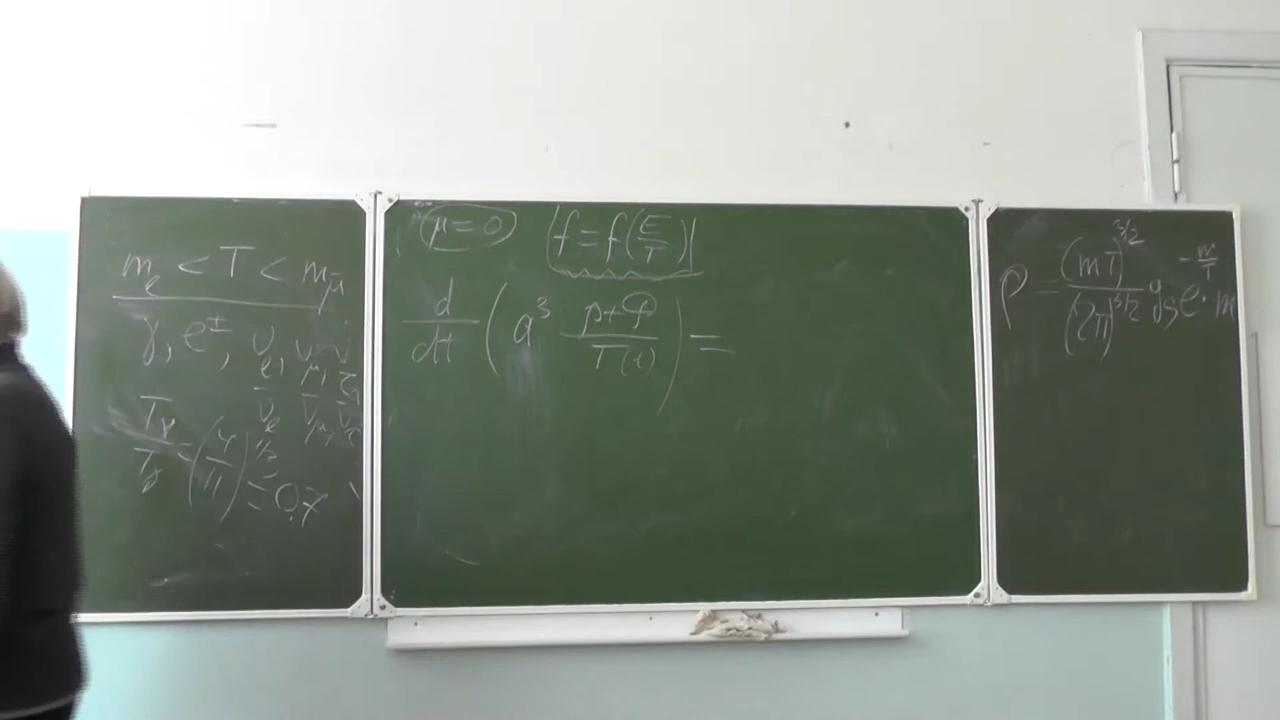 m_e < T < m_μ
γ, e^±, ν_e, ν_μ, ν_τ
ν̄_e ν̄_μ, ν̄_τ
T_ν/T_γ = (4/11)^{1/3} = 0.7
μ = 0 |f = f(E/T)|
d/dt (a³ (p+ρ)/T(t)) =
ρ = (mT)^{3/2}/(2π)^{3/2} g_s e^{-m/T} · m